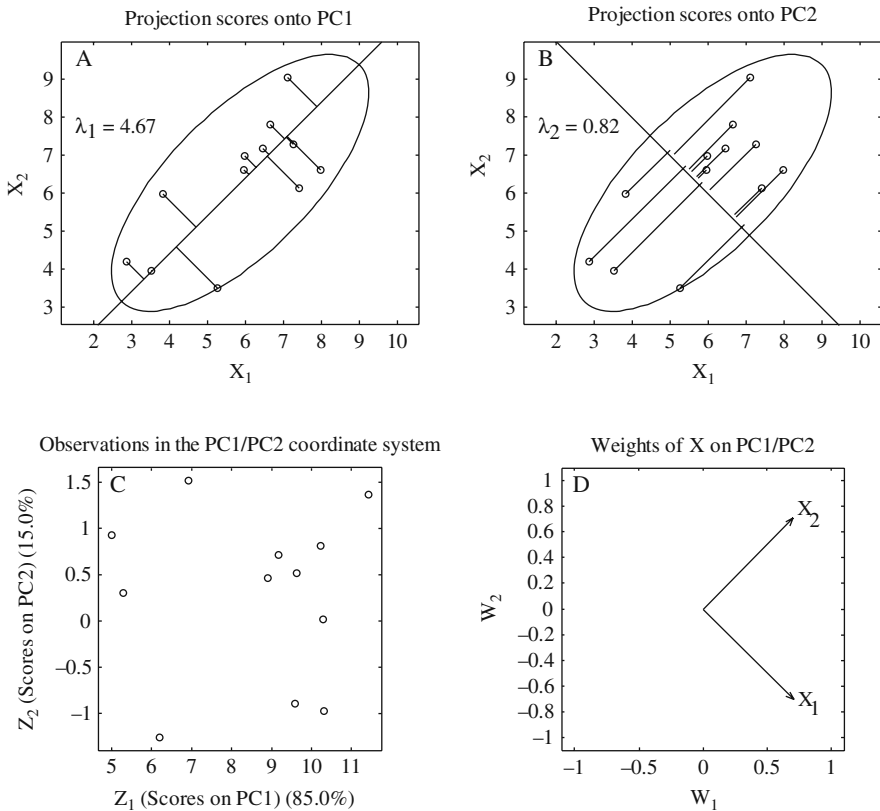 Projection scores onto PC1
A
λ1 = 4.67
X2
9
8
7
6
5
4
3
2 3 4 5 6 7 8 9 10
X1
Projection scores onto PC2
B
λ2 = 0.82
X2
9
8
7
6
5
4
3
2 3 4 5 6 7 8 9 10
X1
Observations in the PC1/PC2 coordinate system
C
Z2 (Scores on PC2) (15.0%)
1.5
1
0.5
0
−0.5
−1
5 6 7 8 9 10 11
Z1 (Scores on PC1) (85.0%)
Weights of X on PC1/PC2
D
W2
1
0.8
0.6
0.4
0.2
0
−0.2
−0.4
−0.6
−0.8
−1
X2
X1
−1 −0.5 0 0.5 1
W1